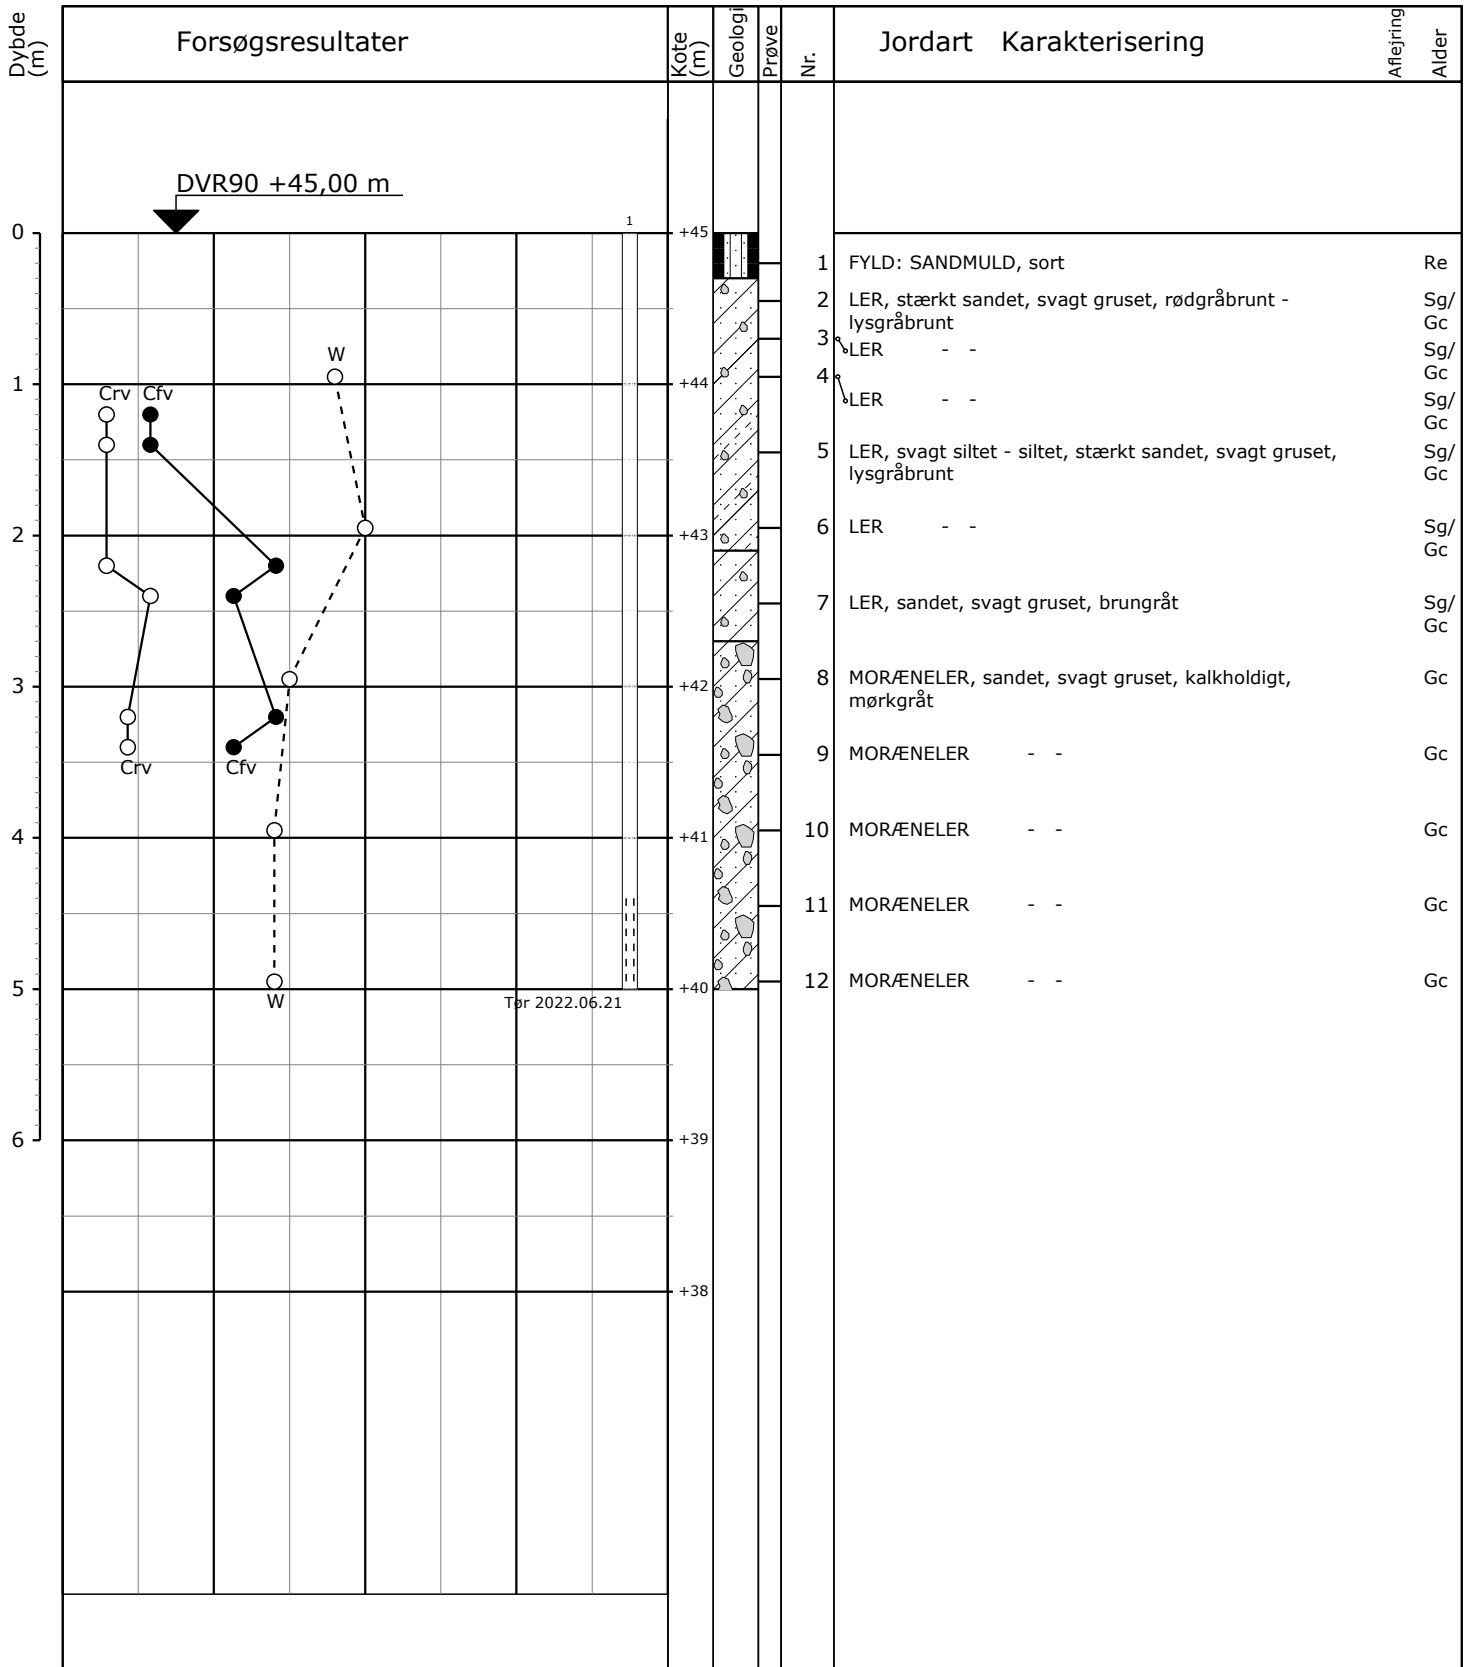 Dybde (m)
Forsøgsresultater
Kote (m)
Geologi
Prøve
Nr.
Jordart Karakterisering
Aflejring
Alder
DVR90 +45,00 m
1
0
+45
1 FYLD: SANDMULD, sort Re
2 LER, stærkt sandet, svagt gruset, rødgråbrunt - Sg/
lysgråbrunt Gc
3 LER - - Sg/
Gc
W
1
+44
4 LER - - Sg/
Gc
Crv Cfv
5 LER, svagt siltet - siltet, stærkt sandet, svagt gruset, Sg/
lysgråbrunt Gc
2
+43
6 LER - - Sg/
Gc
7 LER, sandet, svagt gruset, brungråt Sg/
Gc
3
+42
8 MORÆNELER, sandet, svagt gruset, kalkholdigt, Gc
mørkgråt
9 MORÆNELER - - Gc
Crv Cfv
4
+41
10 MORÆNELER - - Gc
11 MORÆNELER - - Gc
12 MORÆNELER - - Gc
5
+40
W
Tør 2022.06.21
6
+39
+38